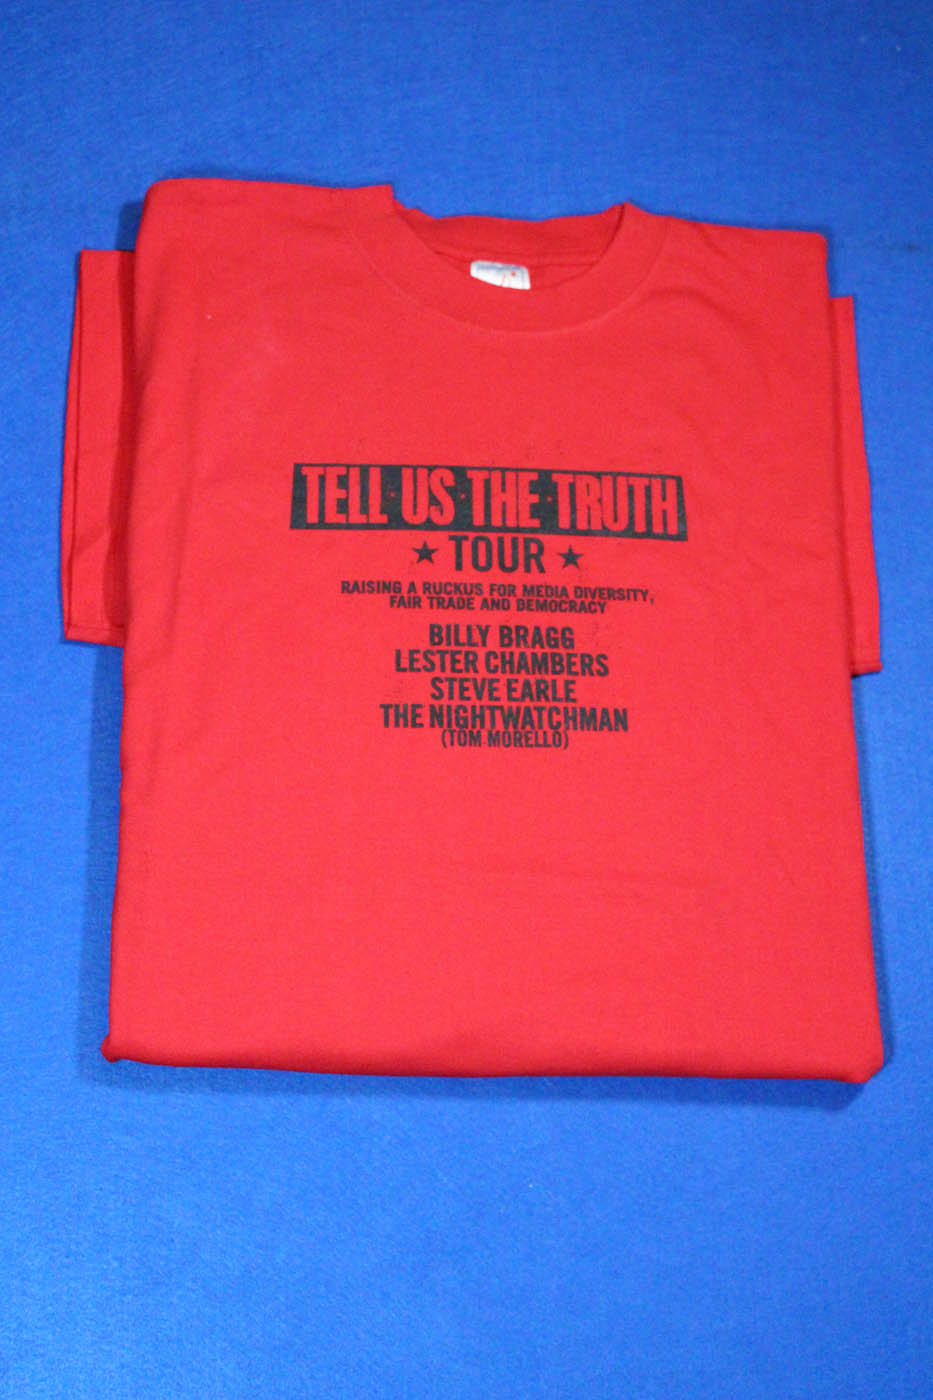 TELL·US·THE·TRUTH
★ TOUR ★
RAISING A RUCKUS FOR MEDIA DIVERSITY,
FAIR TRADE AND DEMOCRACY
BILLY BRAGG
LESTER CHAMBERS
STEVE EARLE
THE NIGHTWATCHMAN
(TOM MORELLO)